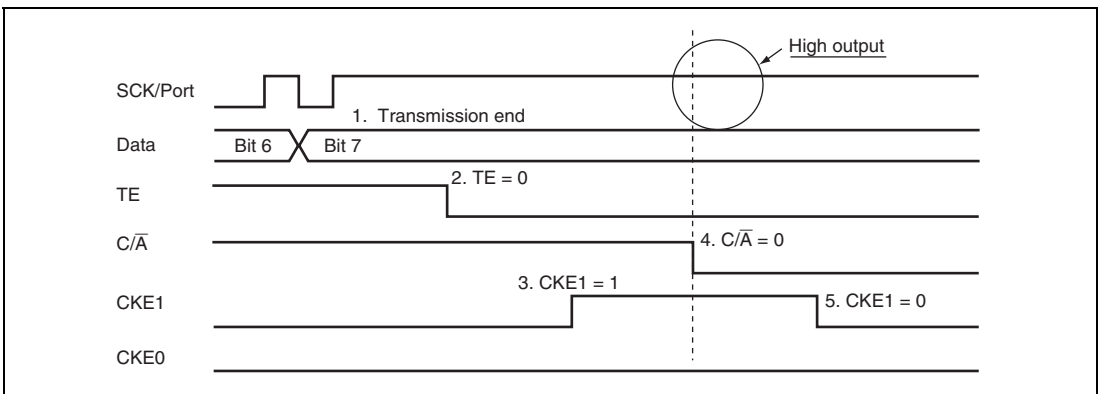 High output
SCK/Port
1. Transmission end
Data
Bit 6
Bit 7
2. TE = 0
TE
C/A̅
4. C/A̅ = 0
3. CKE1 = 1
CKE1
5. CKE1 = 0
CKE0